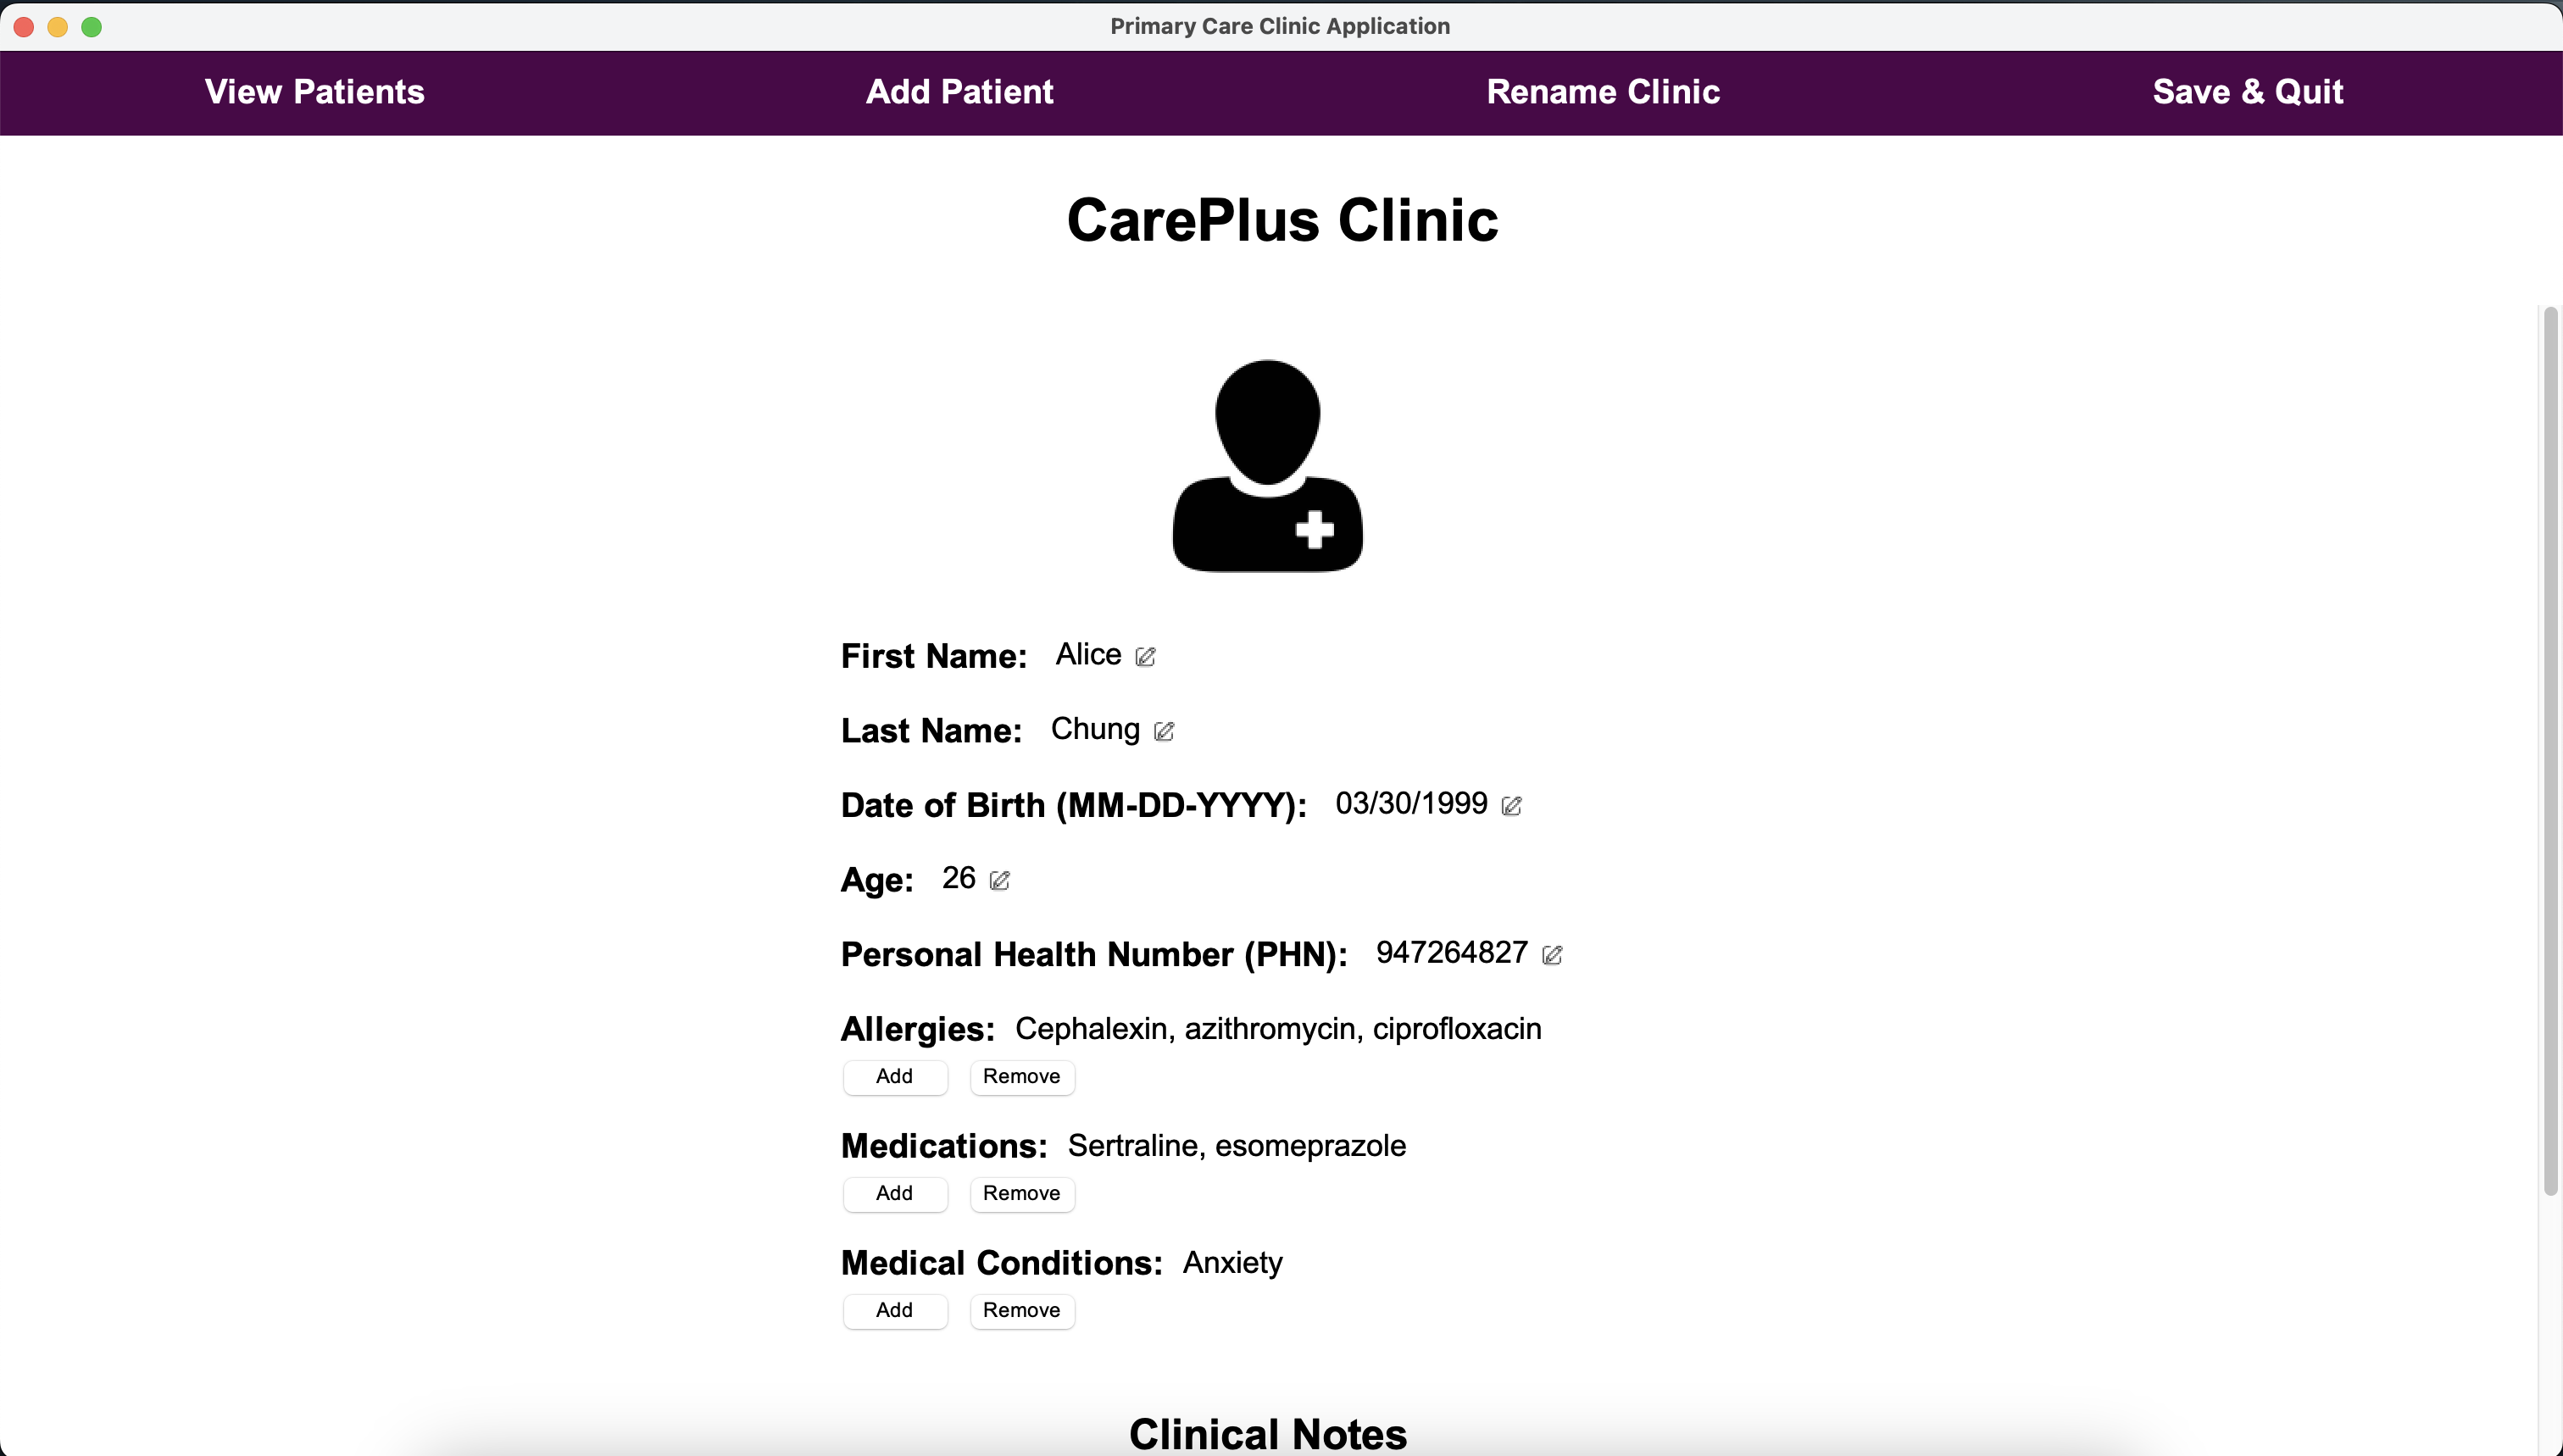 Primary Care Clinic Application
View Patients Add Patient Rename Clinic Save & Quit
CarePlus Clinic
First Name: Alice
Last Name: Chung
Date of Birth (MM-DD-YYYY): 03/30/1999
Age: 26
Personal Health Number (PHN): 947264827
Allergies: Cephalexin, azithromycin, ciprofloxacin
Add Remove
Medications: Sertraline, esomeprazole
Add Remove
Medical Conditions: Anxiety
Add Remove
Clinical Notes